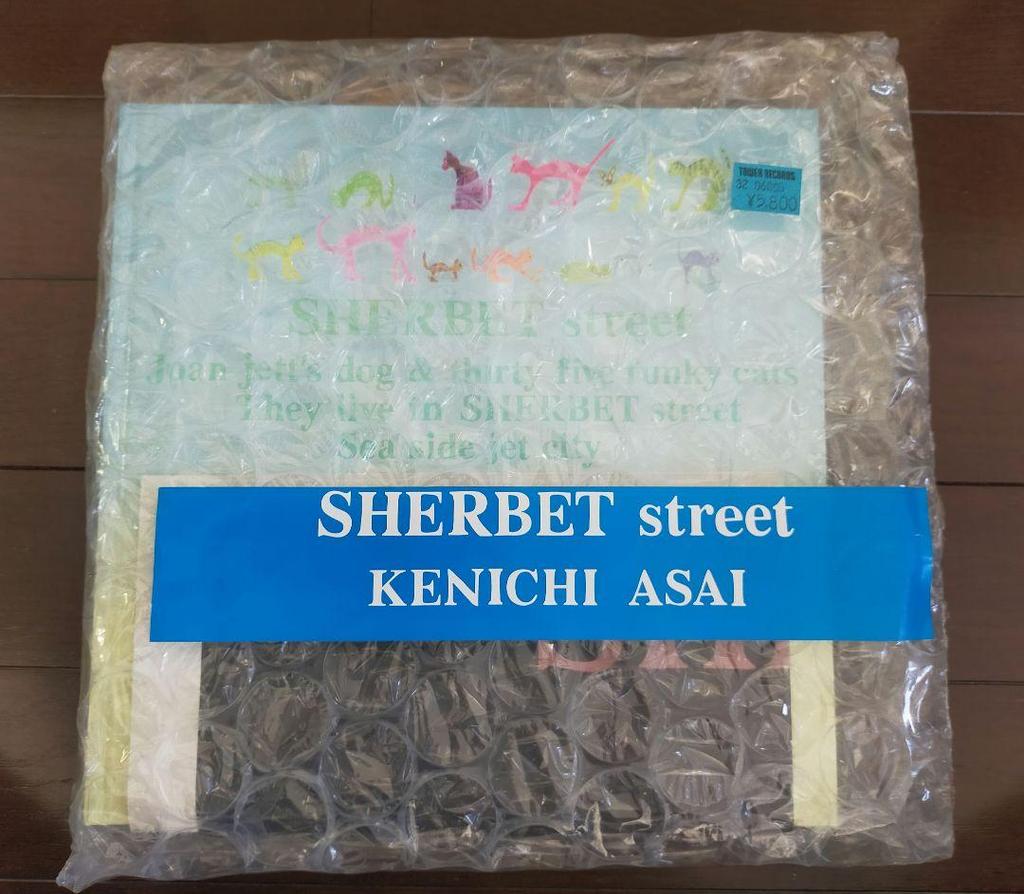 TOWER RECORDS
¥5,800
SHERBET street
Joan jett's dog & thirty five funky cats
They live in SHERBET street
Sea side jet city
SHERBET street
KENICHI ASAI